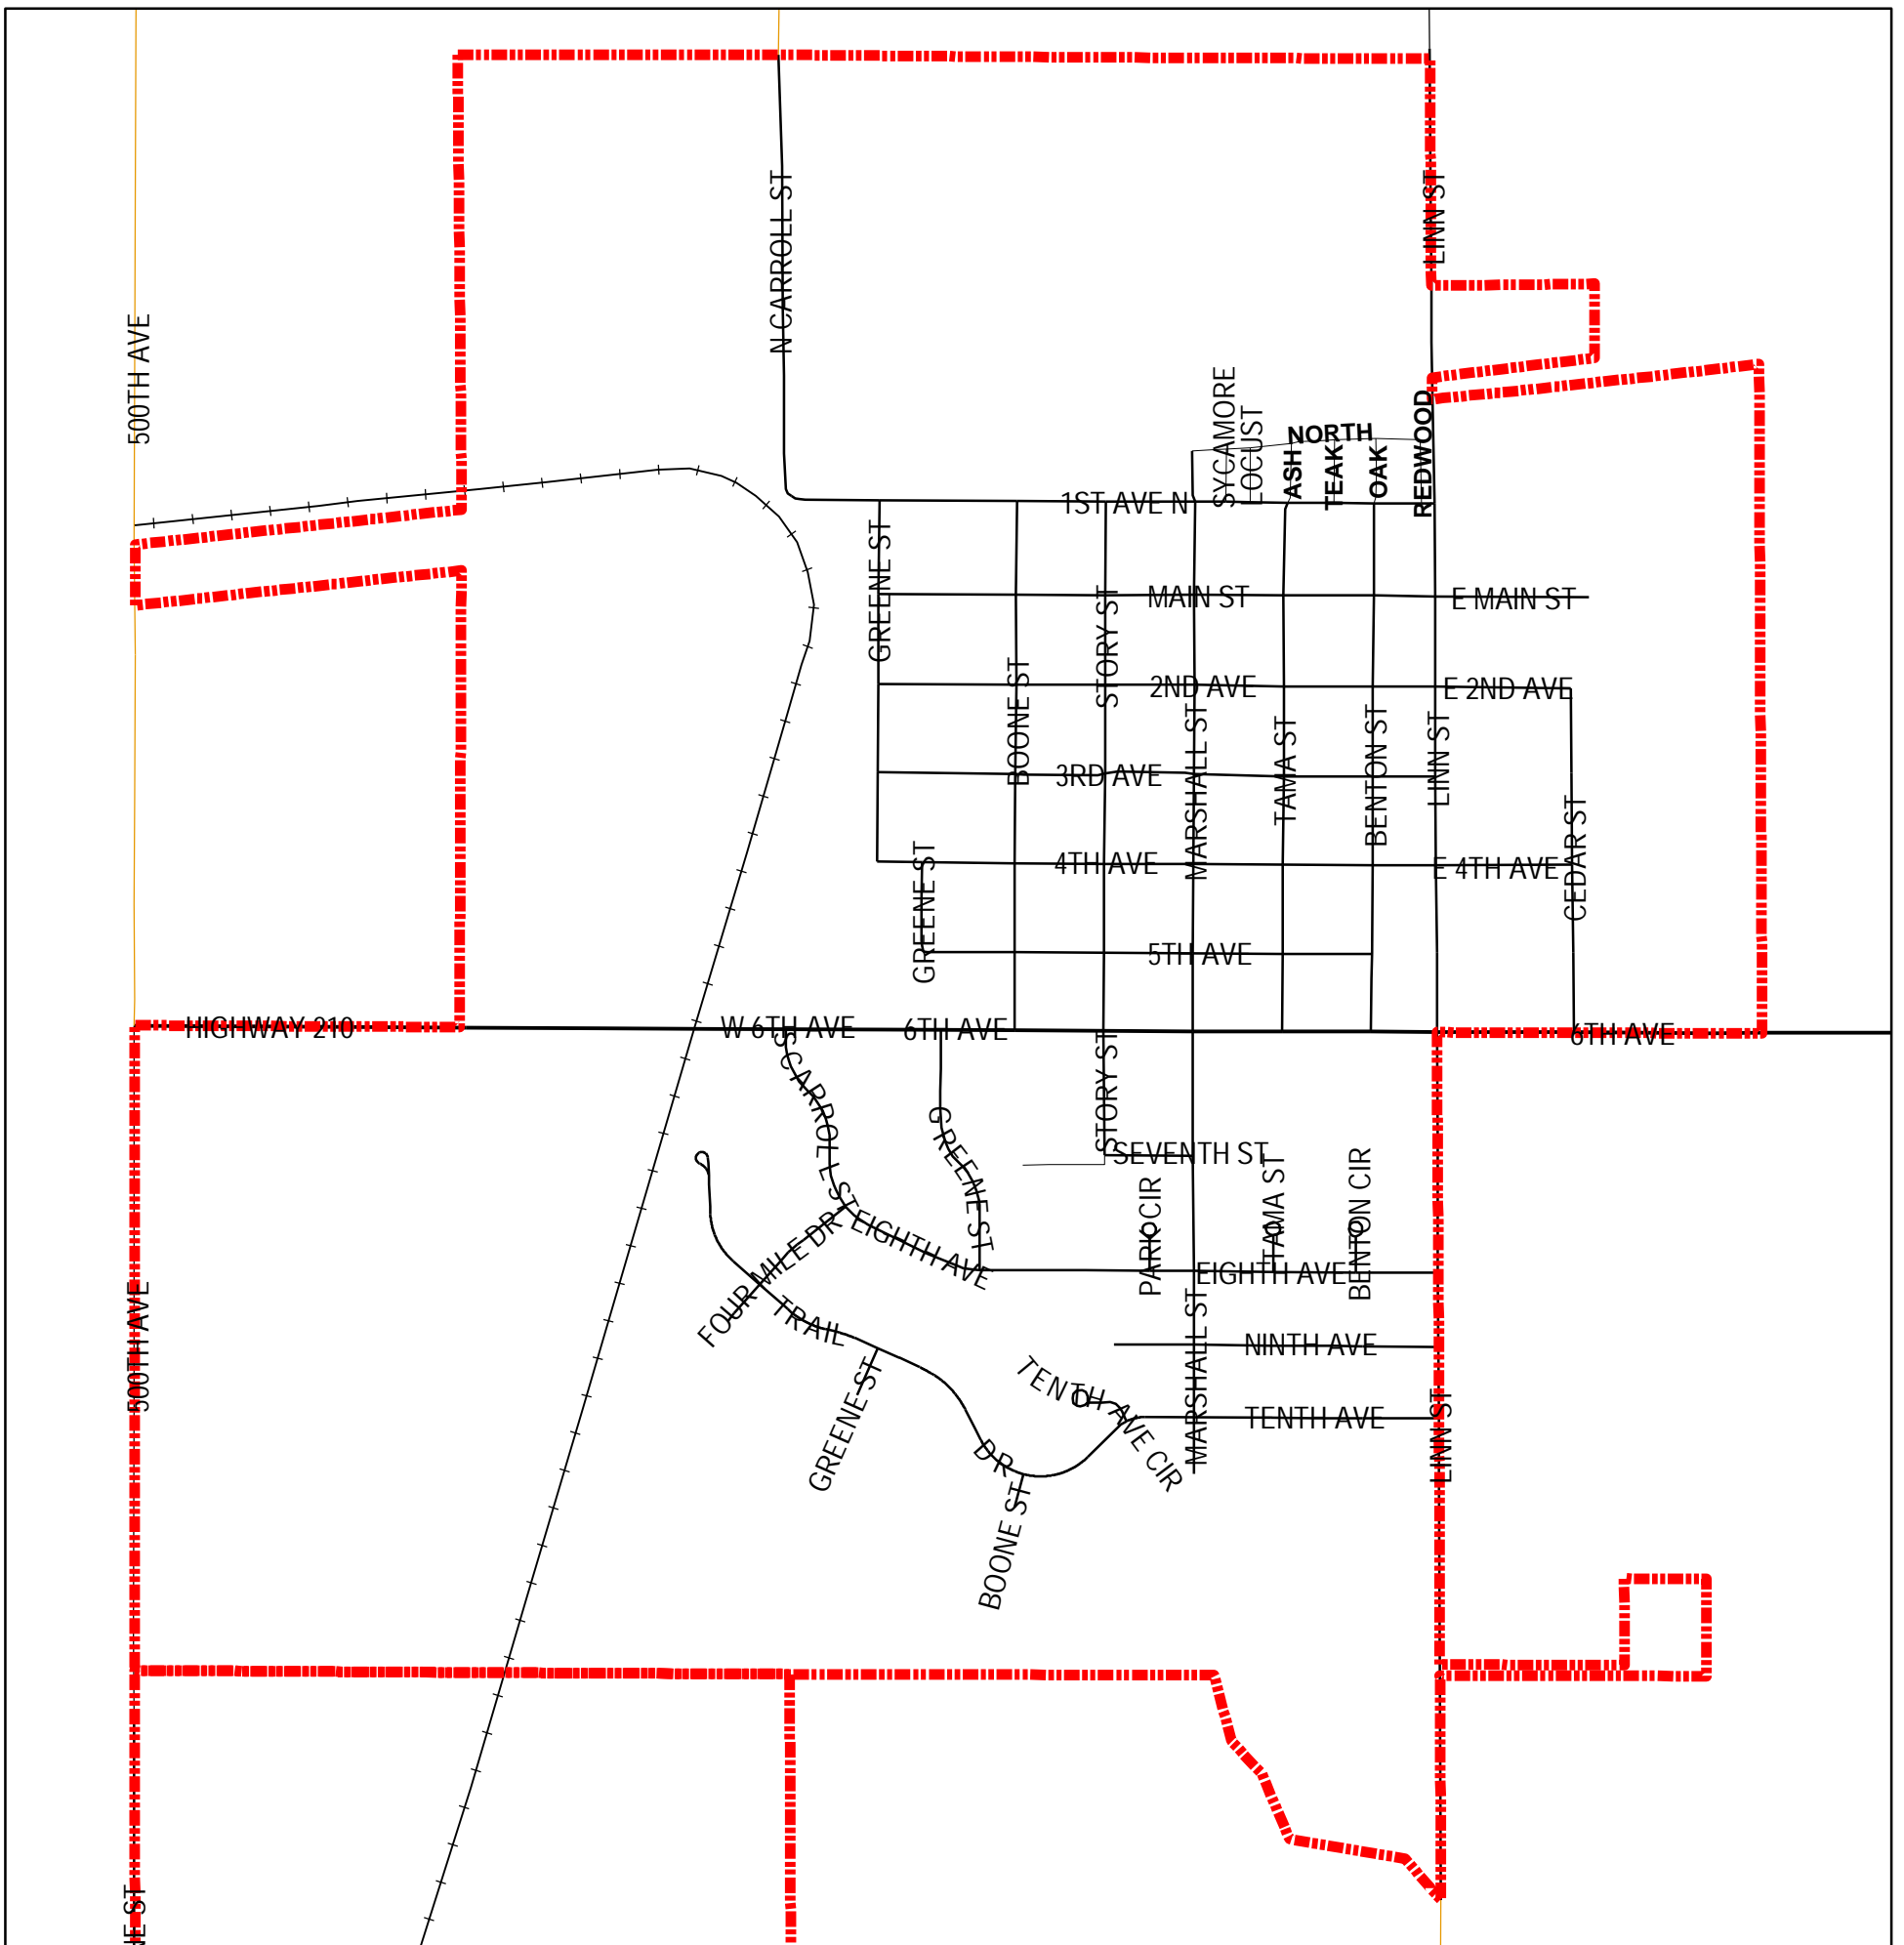 N CARROLL ST
LINN ST
500TH AVE
SYCAMORE
LOCUST
NORTH
ASH
TEAK
OAK
REDWOOD
1ST AVE N
GREENE ST
MAIN ST
E MAIN ST
STORY ST
BOONE ST
2ND AVE
E 2ND AVE
MARSHALL ST
TAMA ST
BENTON ST
LINN ST
3RD AVE
CEDAR ST
4TH AVE
E 4TH AVE
GREENE ST
5TH AVE
HIGHWAY 210
W 6TH AVE
6TH AVE
6TH AVE
S CARROLL ST
GREENE ST
STORY ST
SEVENTH ST
PARK CIR
TAMA ST
BENTON CIR
FOUR MILE DR
EIGHTH AVE
EIGHTH AVE
500TH AVE
TRAIL
MARSHALL ST
NINTH AVE
GREENE ST
TENTH AVE CIR
TENTH AVE
LINN ST
DR
BOONE ST
NE ST